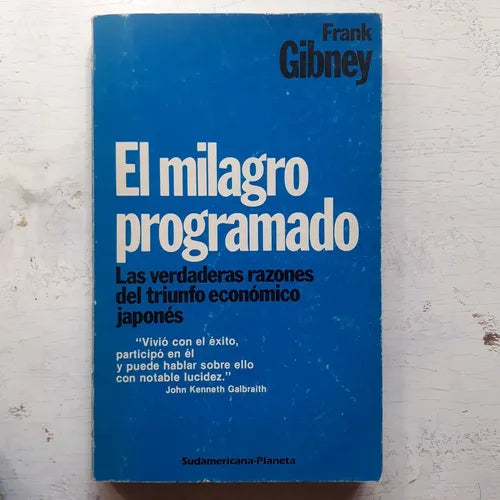 Frank
Gibney
El milagro
programado
Las verdaderas razones
del triunfo económico
japonés
"Vivió con el éxito,
participó en él
y puede hablar sobre ello
con notable lucidez."
John Kenneth Galbraith
Sudamericana-Planeta